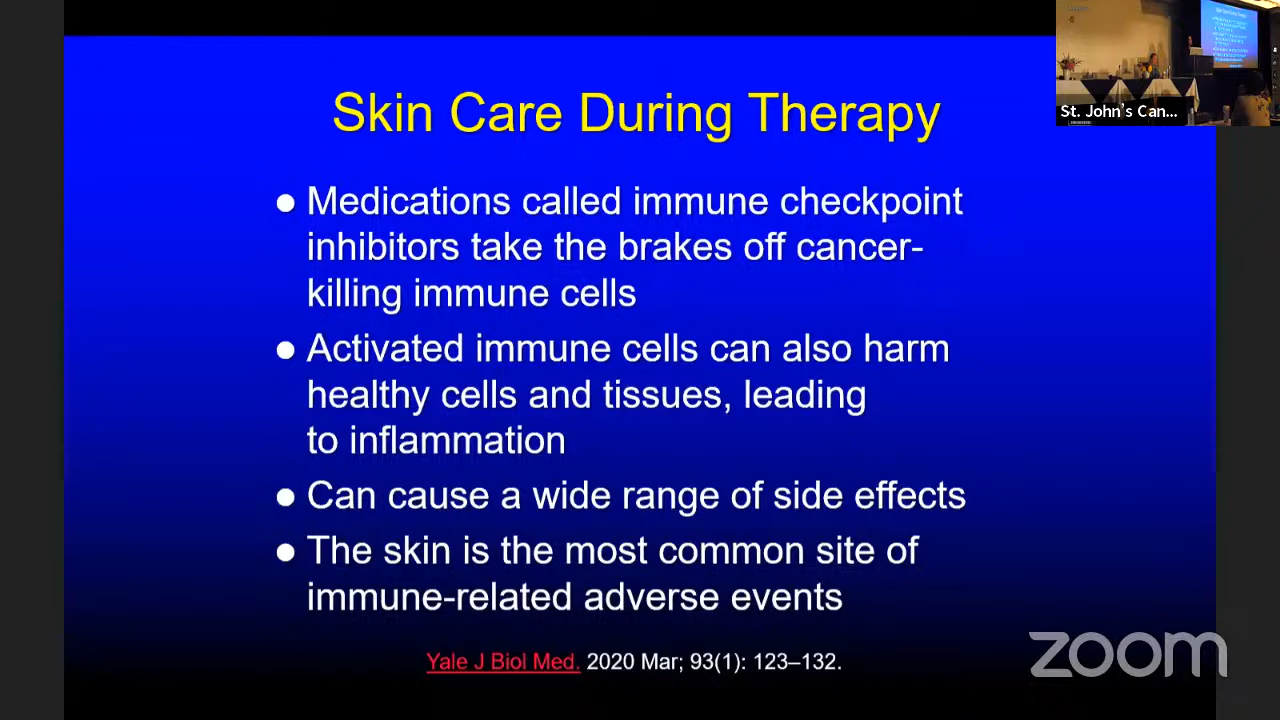 Skin Care During Therapy
● Medications called immune checkpoint
inhibitors take the brakes off cancer-
killing immune cells
● Activated immune cells can also harm
healthy cells and tissues, leading
to inflammation
● Can cause a wide range of side effects
● The skin is the most common site of
immune-related adverse events
Yale J Biol Med. 2020 Mar; 93(1): 123–132.
St. John's Can...
zoom